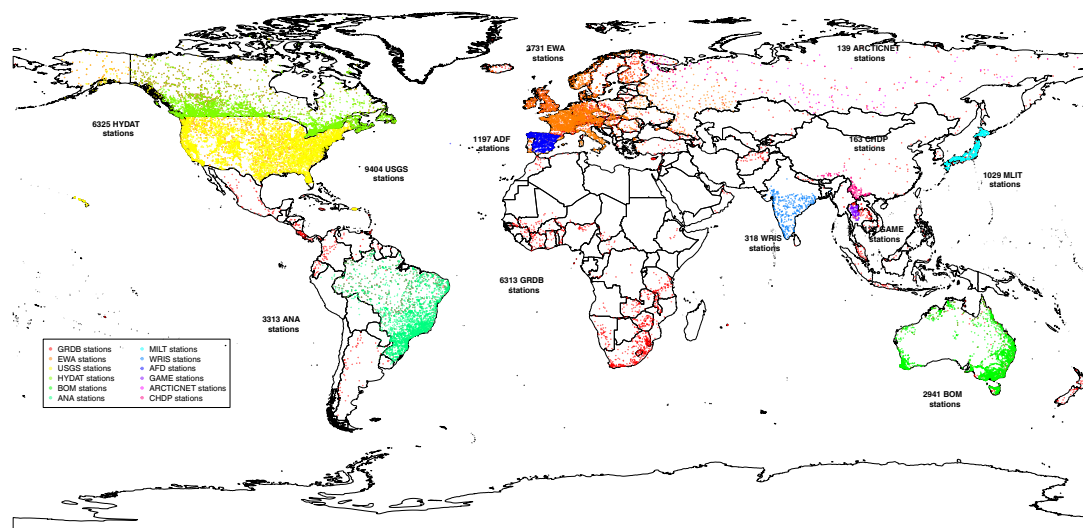 3731 EWA
stations
139 ARCTICNET
stations
6325 HYDAT
stations
1197 ADF
stations
163 CHDP
stations
9404 USGS
stations
1029 MLIT
stations
318 WRIS
stations
GAME
stations
6313 GRDB
stations
3313 ANA
stations
2941 BOM
stations
GRDB stations
EWA stations
USGS stations
HYDAT stations
BOM stations
ANA stations
MILT stations
WRIS stations
AFD stations
GAME stations
ARCTICNET stations
CHDP stations